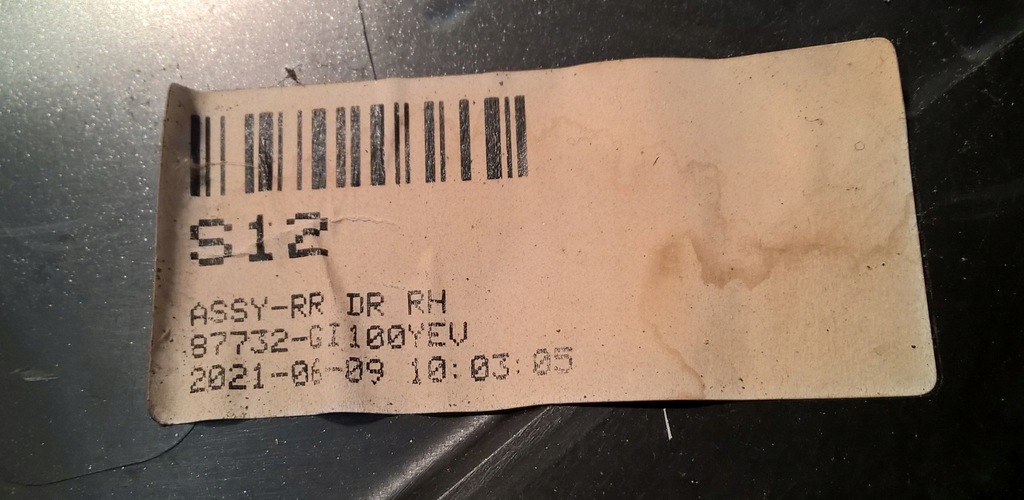 S12
ASSY-RR DR RH
87732-GI100YEV
2021-06-09 10:03:05